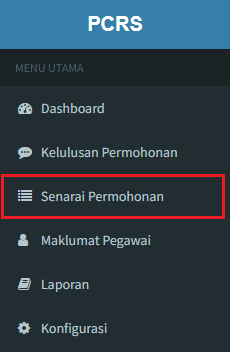 PCRS
MENU UTAMA
Dashboard
Kelulusan Permohonan
Senarai Permohonan
Maklumat Pegawai
Laporan
Konfigurasi